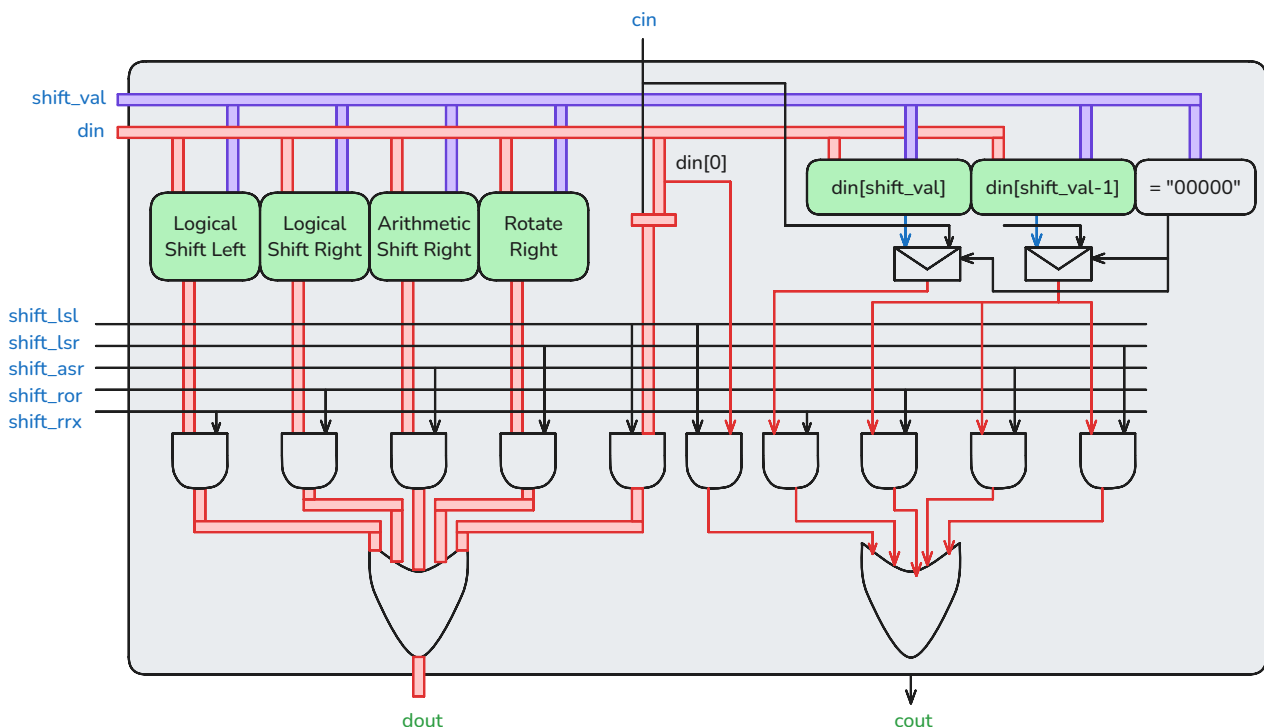 cin
shift_val
din
din[0]
din[shift_val]
din[shift_val-1]
= "00000"
Logical
Shift Left
Logical
Shift Right
Arithmetic
Shift Right
Rotate
Right
shift_lsl
shift_lsr
shift_asr
shift_ror
shift_rrx
dout
cout